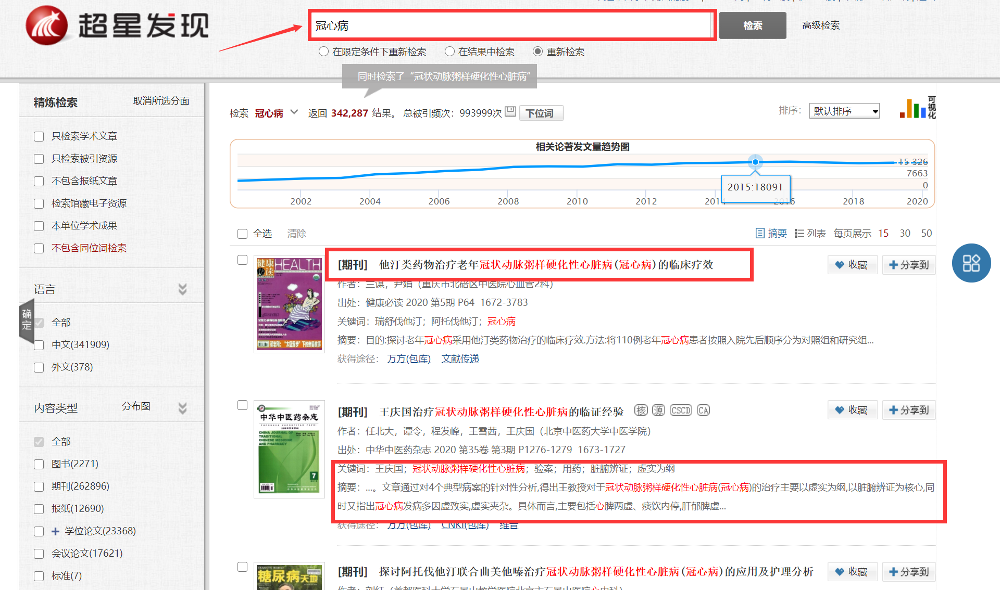 超星发现
冠心病
检索
高级检索
在限定条件下重新检索
在结果中检索
重新检索
同时检索了“冠状动脉粥样硬化性心脏病”
精炼检索
取消所选分面
只检索学术文章
只检索被引资源
不包含报纸文章
检索馆藏电子资源
本单位学术成果
不包含同位词检索
语言
确定
全部
中文(341909)
外文(378)
内容类型
分布图
全部
图书(2271)
期刊(262896)
报纸(12690)
学位论文(23368)
会议论文(17621)
标准(7)
检索 冠心病 返回 342,287 结果。 总被引频次：993999次 下位词
排序：
默认排序
可视化
相关论著发文量趋势图
15 326
7663
0
2015:18091
2002 2004 2006 2008 2010 2012 2014 2016 2018 2020
全选
清除
摘要 列表 每页展示 15 30 50
[期刊] 他汀类药物治疗老年冠状动脉粥样硬化性心脏病(冠心病)的临床疗效
收藏
分享到
作者：兰谋，尹娟（重庆市北碚区中医院心血管2科）
出处：健康必读 2020 第5期 P64 1672-3783
关键词：瑞舒伐他汀；阿托伐他汀；冠心病
摘要：目的:探讨老年冠心病采用他汀类药物治疗的临床疗效.方法:将110例老年冠心病患者按照入院先后顺序分为对照组和研究组...
获得途径： 万方(包库) 文献传递
健康必读
HEALTH
[期刊] 王庆国治疗冠状动脉粥样硬化性心脏病的临证经验 核 源 CSCD CA
收藏
分享到
作者：任北大，谭令，程发峰，王雪茜，王庆国（北京中医药大学中医学院）
出处：中华中医药杂志 2020 第35卷 第3期 P1276-1279 1673-1727
关键词：王庆国；冠状动脉粥样硬化性心脏病；验案；用药；脏腑辨证；虚实为纲
摘要：...。文章通过对4个典型病案的针对性分析,得出王教授对于冠状动脉粥样硬化性心脏病(冠心病)的治疗主要以虚实为纲,以脏腑辨证为核心,同
时又指出冠心病发病多因虚致实,虚实夹杂。具体而言,主要包括心脾两虚、痰饮内停,肝郁脾虚...
获得途径： 万方(包库) CNKI(包库) 维普
中华中医药杂志
ZHONGHUA ZHONGYIYAO ZAZHI
CHINA JOURNAL OF
TRADITIONAL
CHINESE MEDICINE
AND PHARMACY
7
[期刊] 探讨阿托伐他汀联合曲美他嗪治疗冠状动脉粥样硬化性心脏病(冠心病)的应用及护理分析
收藏
分享到
糖尿病天地